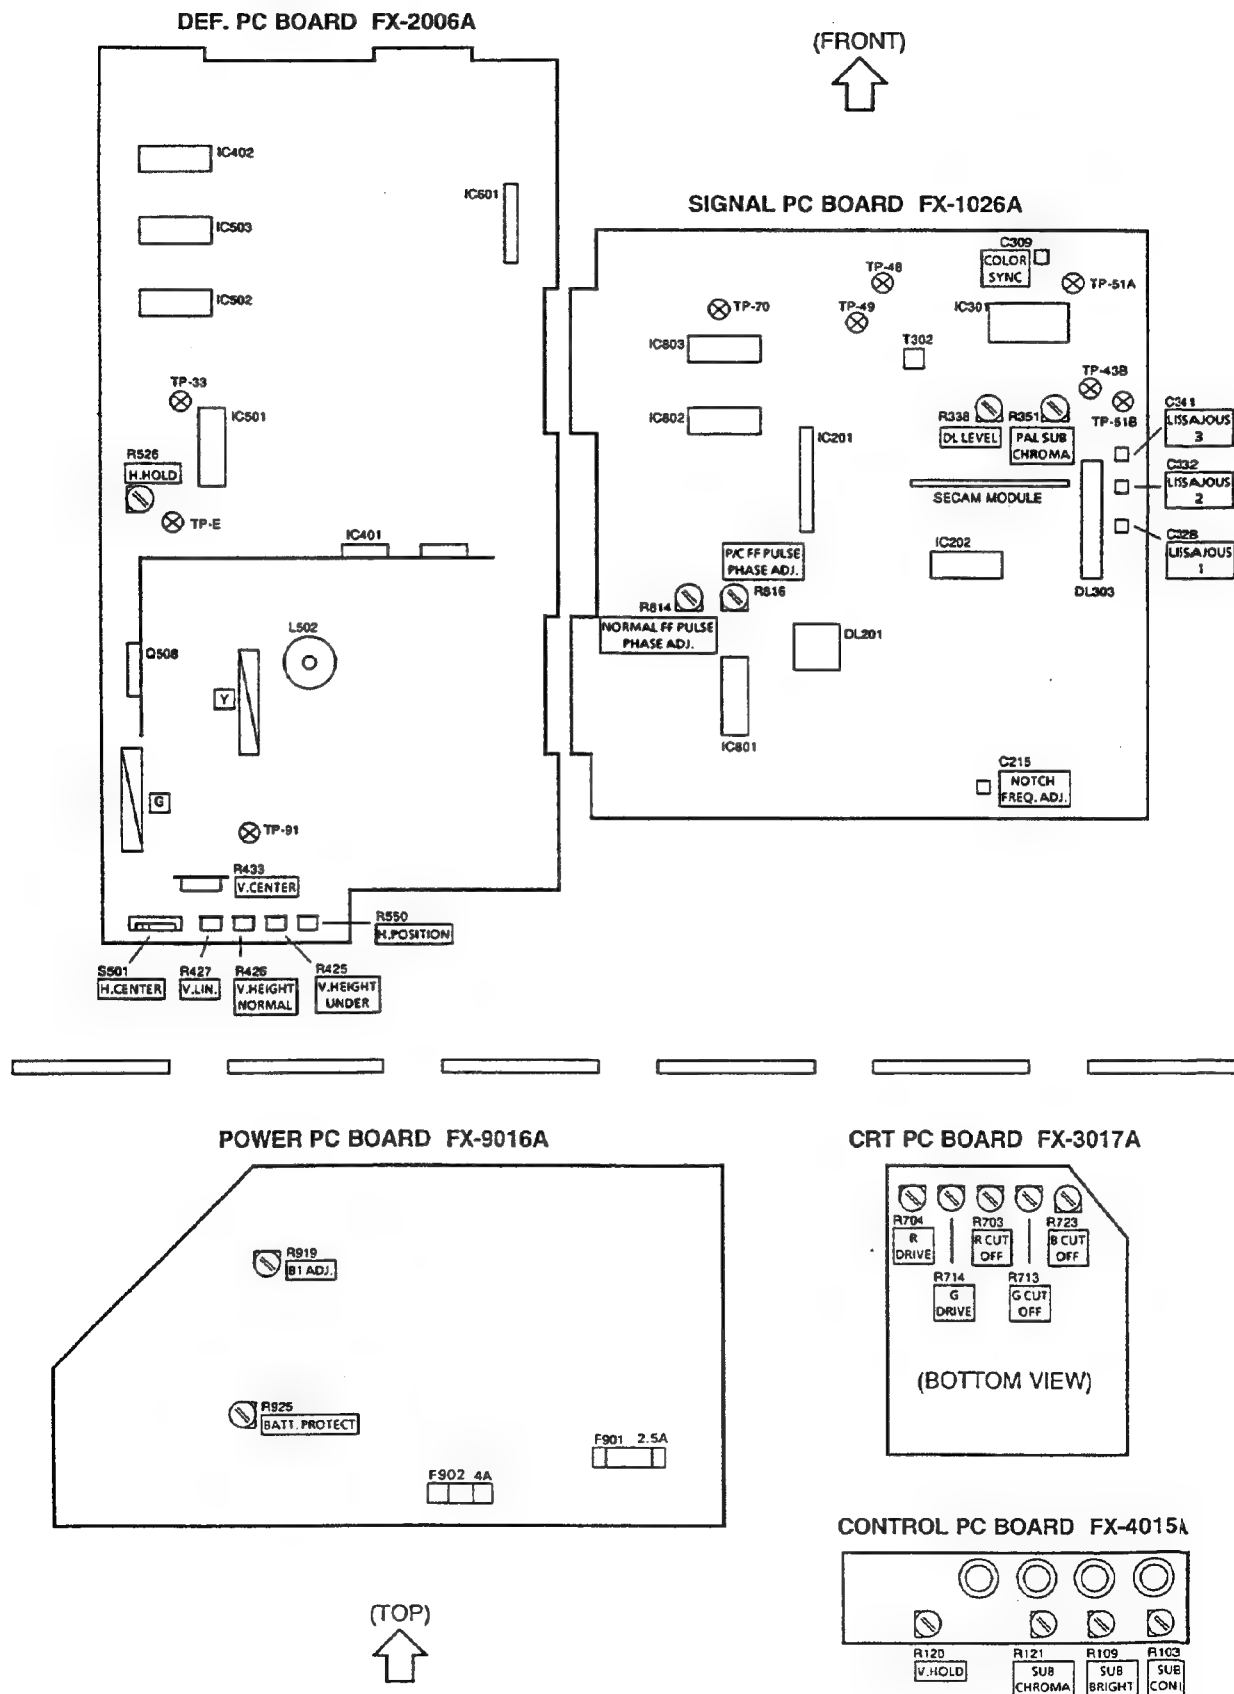 DEF. PC BOARD FX-2006A
(FRONT)
IC402
IC601
IC503
IC502
TP-33
IC501
R526
H.HOLD
TP-E
IC401
L502
Q508
Y
G
TP-91
R433
V.CENTER
R550
H.POSITION
S501
H.CENTER
R427
V.LIN.
R426
V.HEIGHT
NORMAL
R425
V.HEIGHT
UNDER
SIGNAL PC BOARD FX-1026A
C309
COLOR
SYNC
TP-48
TP-51A
TP-70
TP-49
IC301
IC803
T302
TP-43B
IC802
R338
DL LEVEL
R351
PAL SUB
CHROMA
TP-51B
C341
LISSAJOUS
3
IC201
C332
LISSAJOUS
2
SECAM MODULE
C328
LISSAJOUS
1
P/C FF PULSE
PHASE ADJ.
IC202
R816
DL303
R814
NORMAL FF PULSE
PHASE ADJ.
DL201
IC801
C215
NOTCH
FREQ. ADJ.
POWER PC BOARD FX-9016A
R919
B1 ADJ.
R925
BATT. PROTECT
F901 2.5A
F902 4A
(TOP)
CRT PC BOARD FX-3017A
R704
R
DRIVE
R703
R CUT
OFF
R723
B CUT
OFF
R714
G
DRIVE
R713
G CUT
OFF
(BOTTOM VIEW)
CONTROL PC BOARD FX-4015A
R120
V.HOLD
R121
SUB
CHROMA
R109
SUB
BRIGHT
R103
SUB